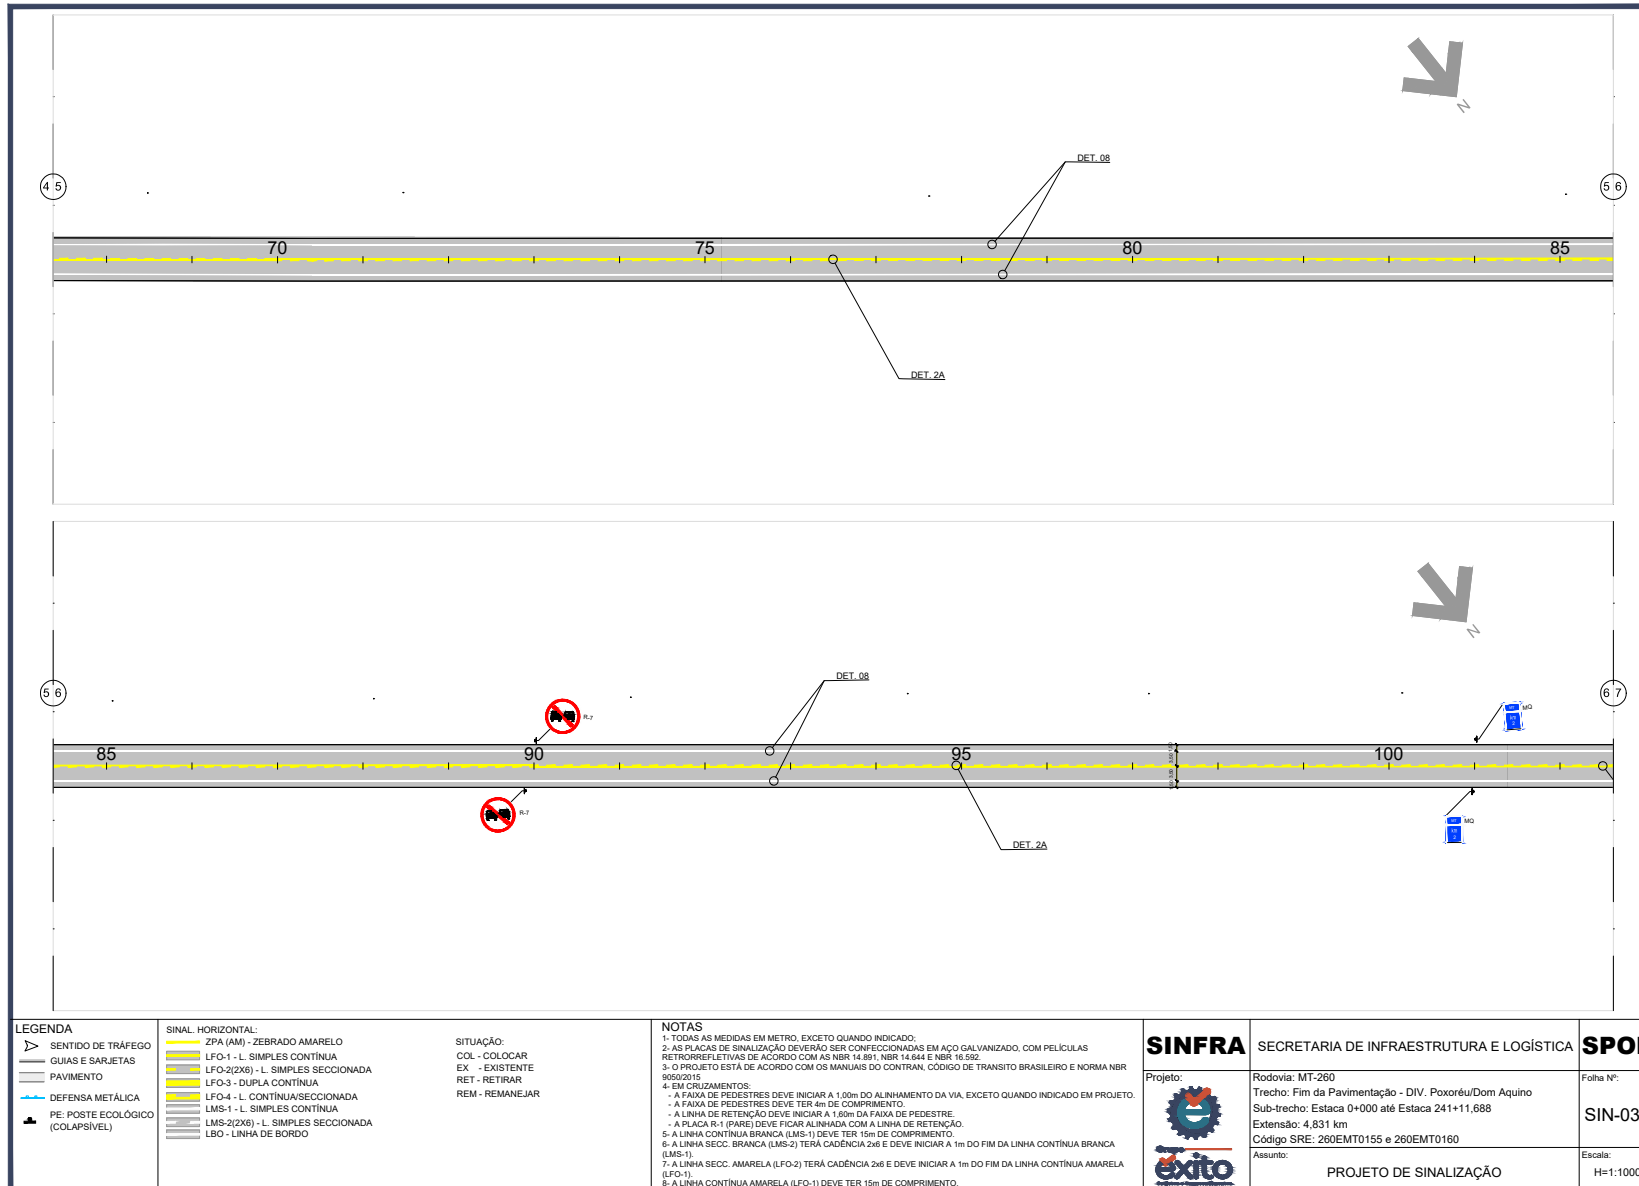 N
DET. 08
4 5
5 6
70
75
80
85
DET. 2A
N
DET. 08
5 6
6 7
R-7
MQ
85
90
95
100
R-7
MQ
DET. 2A
LEGENDA
SENTIDO DE TRÁFEGO
GUIAS E SARJETAS
PAVIMENTO
DEFENSA METÁLICA
PE: POSTE ECOLÓGICO
(COLAPSÍVEL)
SINAL. HORIZONTAL:
ZPA (AM) - ZEBRADO AMARELO
LFO-1 - L. SIMPLES CONTÍNUA
LFO-2(2X6) - L. SIMPLES SECCIONADA
LFO-3 - DUPLA CONTÍNUA
LFO-4 - L. CONTÍNUA/SECCIONADA
LMS-1 - L. SIMPLES CONTÍNUA
LMS-2(2X6) - L. SIMPLES SECCIONADA
LBO - LINHA DE BORDO
SITUAÇÃO:
COL - COLOCAR
EX - EXISTENTE
RET - RETIRAR
REM - REMANEJAR
NOTAS
1- TODAS AS MEDIDAS EM METRO, EXCETO QUANDO INDICADO;
2- AS PLACAS DE SINALIZAÇÃO DEVERÃO SER CONFECCIONADAS EM AÇO GALVANIZADO, COM PELÍCULAS
RETRORREFLETIVAS DE ACORDO COM AS NBR 14.891, NBR 14.644 E NBR 16.592.
3- O PROJETO ESTÁ DE ACORDO COM OS MANUAIS DO CONTRAN, CÓDIGO DE TRANSITO BRASILEIRO E NORMA NBR
9050/2015
4- EM CRUZAMENTOS:
- A FAIXA DE PEDESTRES DEVE INICIAR A 1,00m DO ALINHAMENTO DA VIA, EXCETO QUANDO INDICADO EM PROJETO.
- A FAIXA DE PEDESTRES DEVE TER 4m DE COMPRIMENTO.
- A LINHA DE RETENÇÃO DEVE INICIAR A 1,60m DA FAIXA DE PEDESTRE.
- A PLACA R-1 (PARE) DEVE FICAR ALINHADA COM A LINHA DE RETENÇÃO.
5- A LINHA CONTÍNUA BRANCA (LMS-1) DEVE TER 15m DE COMPRIMENTO.
6- A LINHA SECC. BRANCA (LMS-2) TERÁ CADÊNCIA 2x6 E DEVE INICIAR A 1m DO FIM DA LINHA CONTÍNUA BRANCA
(LMS-1).
7- A LINHA SECC. AMARELA (LFO-2) TERÁ CADÊNCIA 2x6 E DEVE INICIAR A 1m DO FIM DA LINHA CONTÍNUA AMARELA
(LFO-1).
8- A LINHA CONTÍNUA AMARELA (LFO-1) DEVE TER 15m DE COMPRIMENTO.
SINFRA
SECRETARIA DE INFRAESTRUTURA E LOGÍSTICA
Projeto:
êxito
Rodovia: MT-260
Trecho: Fim da Pavimentação - DIV. Poxoréu/Dom Aquino
Sub-trecho: Estaca 0+000 até Estaca 241+11,688
Extensão: 4,831 km
Código SRE: 260EMT0155 e 260EMT0160
Assunto:
PROJETO DE SINALIZAÇÃO
Folha Nº:
SIN-03
Escala:
H=1:1000